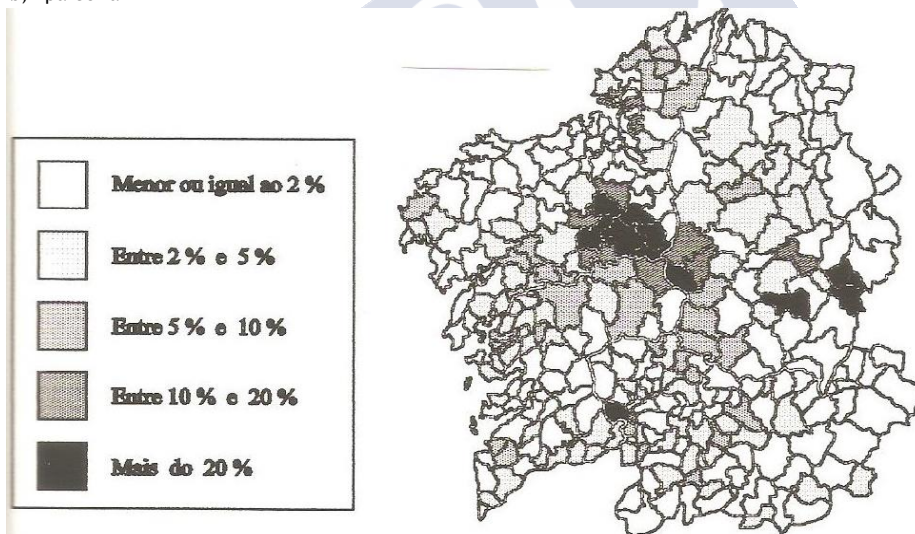 Menor ou igual ao 2 %
Entre 2 % e 5 %
Entre 5 % e 10 %
Entre 10 % e 20 %
Mais do 20 %